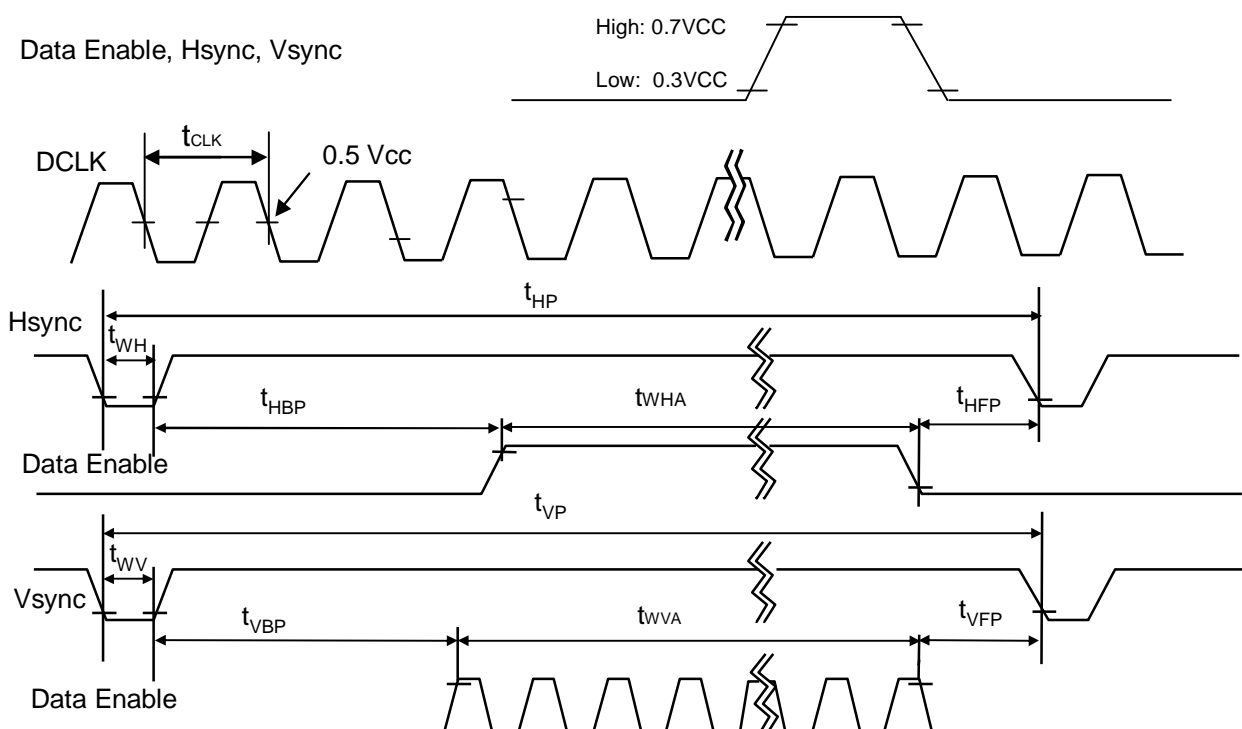 High: 0.7VCC
Data Enable, Hsync, Vsync
Low: 0.3VCC
tCLK
DCLK
0.5 Vcc
tHP
Hsync
tWH
tHBP
tWHA
tHFP
Data Enable
tVP
tWV
Vsync
tVBP
tWVA
tVFP
Data Enable